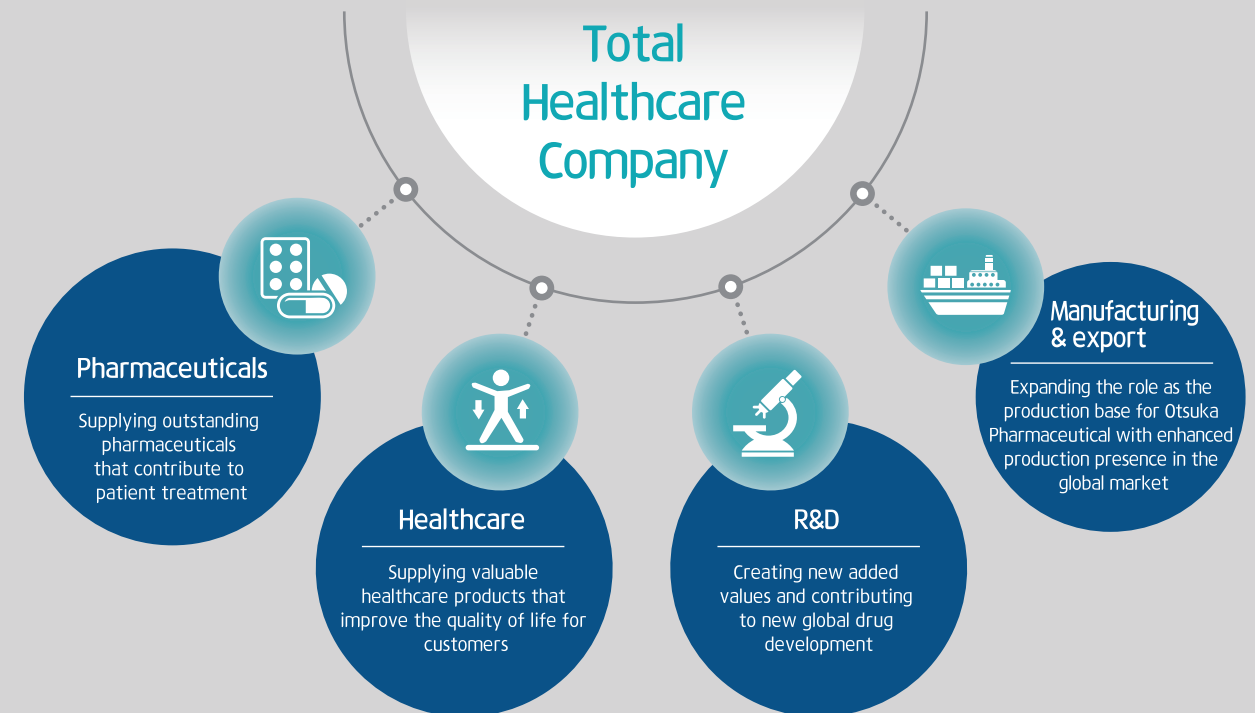 Total
Healthcare
Company
Pharmaceuticals
Supplying outstanding
pharmaceuticals
that contribute to
patient treatment
Healthcare
Supplying valuable
healthcare products that
improve the quality of life for
customers
R&D
Creating new added
values and contributing
to new global drug
development
Manufacturing
& export
Expanding the role as the
production base for Otsuka
Pharmaceutical with enhanced
production presence in the
global market